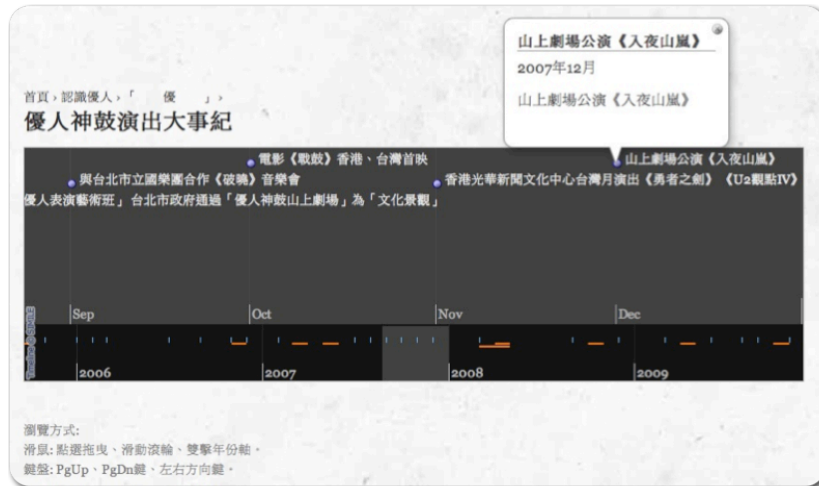 山上劇場公演《入夜山嵐》
2007年12月
山上劇場公演《入夜山嵐》
首頁 › 認識優人 › 「 優 」 ›
優人神鼓演出大事紀
電影《戰鼓》香港、台灣首映
山上劇場公演《入夜山嵐》
與台北市立國樂團合作《破曉》音樂會
香港光華新聞文化中心台灣月演出《勇者之劍》《U2觀點IV》
優人表演藝術班」 台北市政府通過「優人神鼓山上劇場」為「文化景觀」
Sep Oct Nov Dec
2006 2007 2008 2009
瀏覽方式:
滑鼠: 點選拖曳、滑動滾輪、雙擊年份軸。
鍵盤: PgUp、PgDn鍵、左右方向鍵。